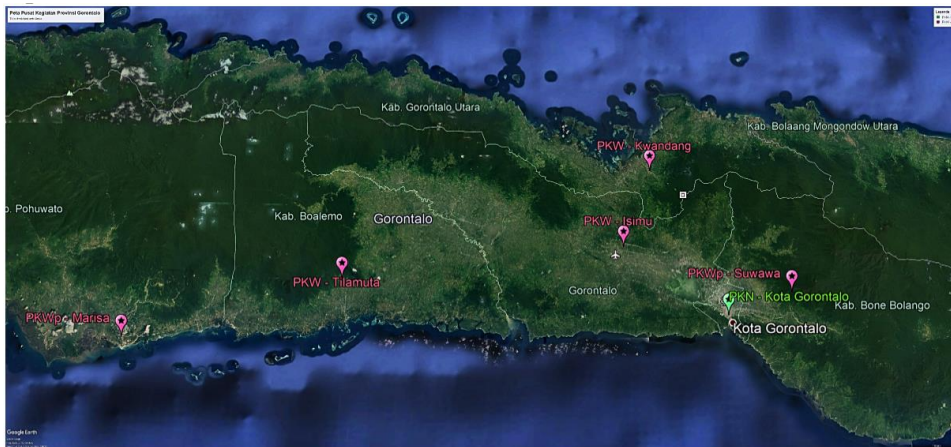 Peta Pusat Kegiatan Provinsi Gorontalo
Kab. Gorontalo Utara
Kab. Bolaang Mongondow Utara
PKW - Kwandang
b. Pohuwato
Kab. Boalemo
Gorontalo
PKW - Isimu
PKW - Tilamuta
PKWp - Suwawa
Gorontalo
PKN - Kota Gorontalo
Kab. Bone Bolango
PKWp - Marisa
Kota Gorontalo
Google Earth